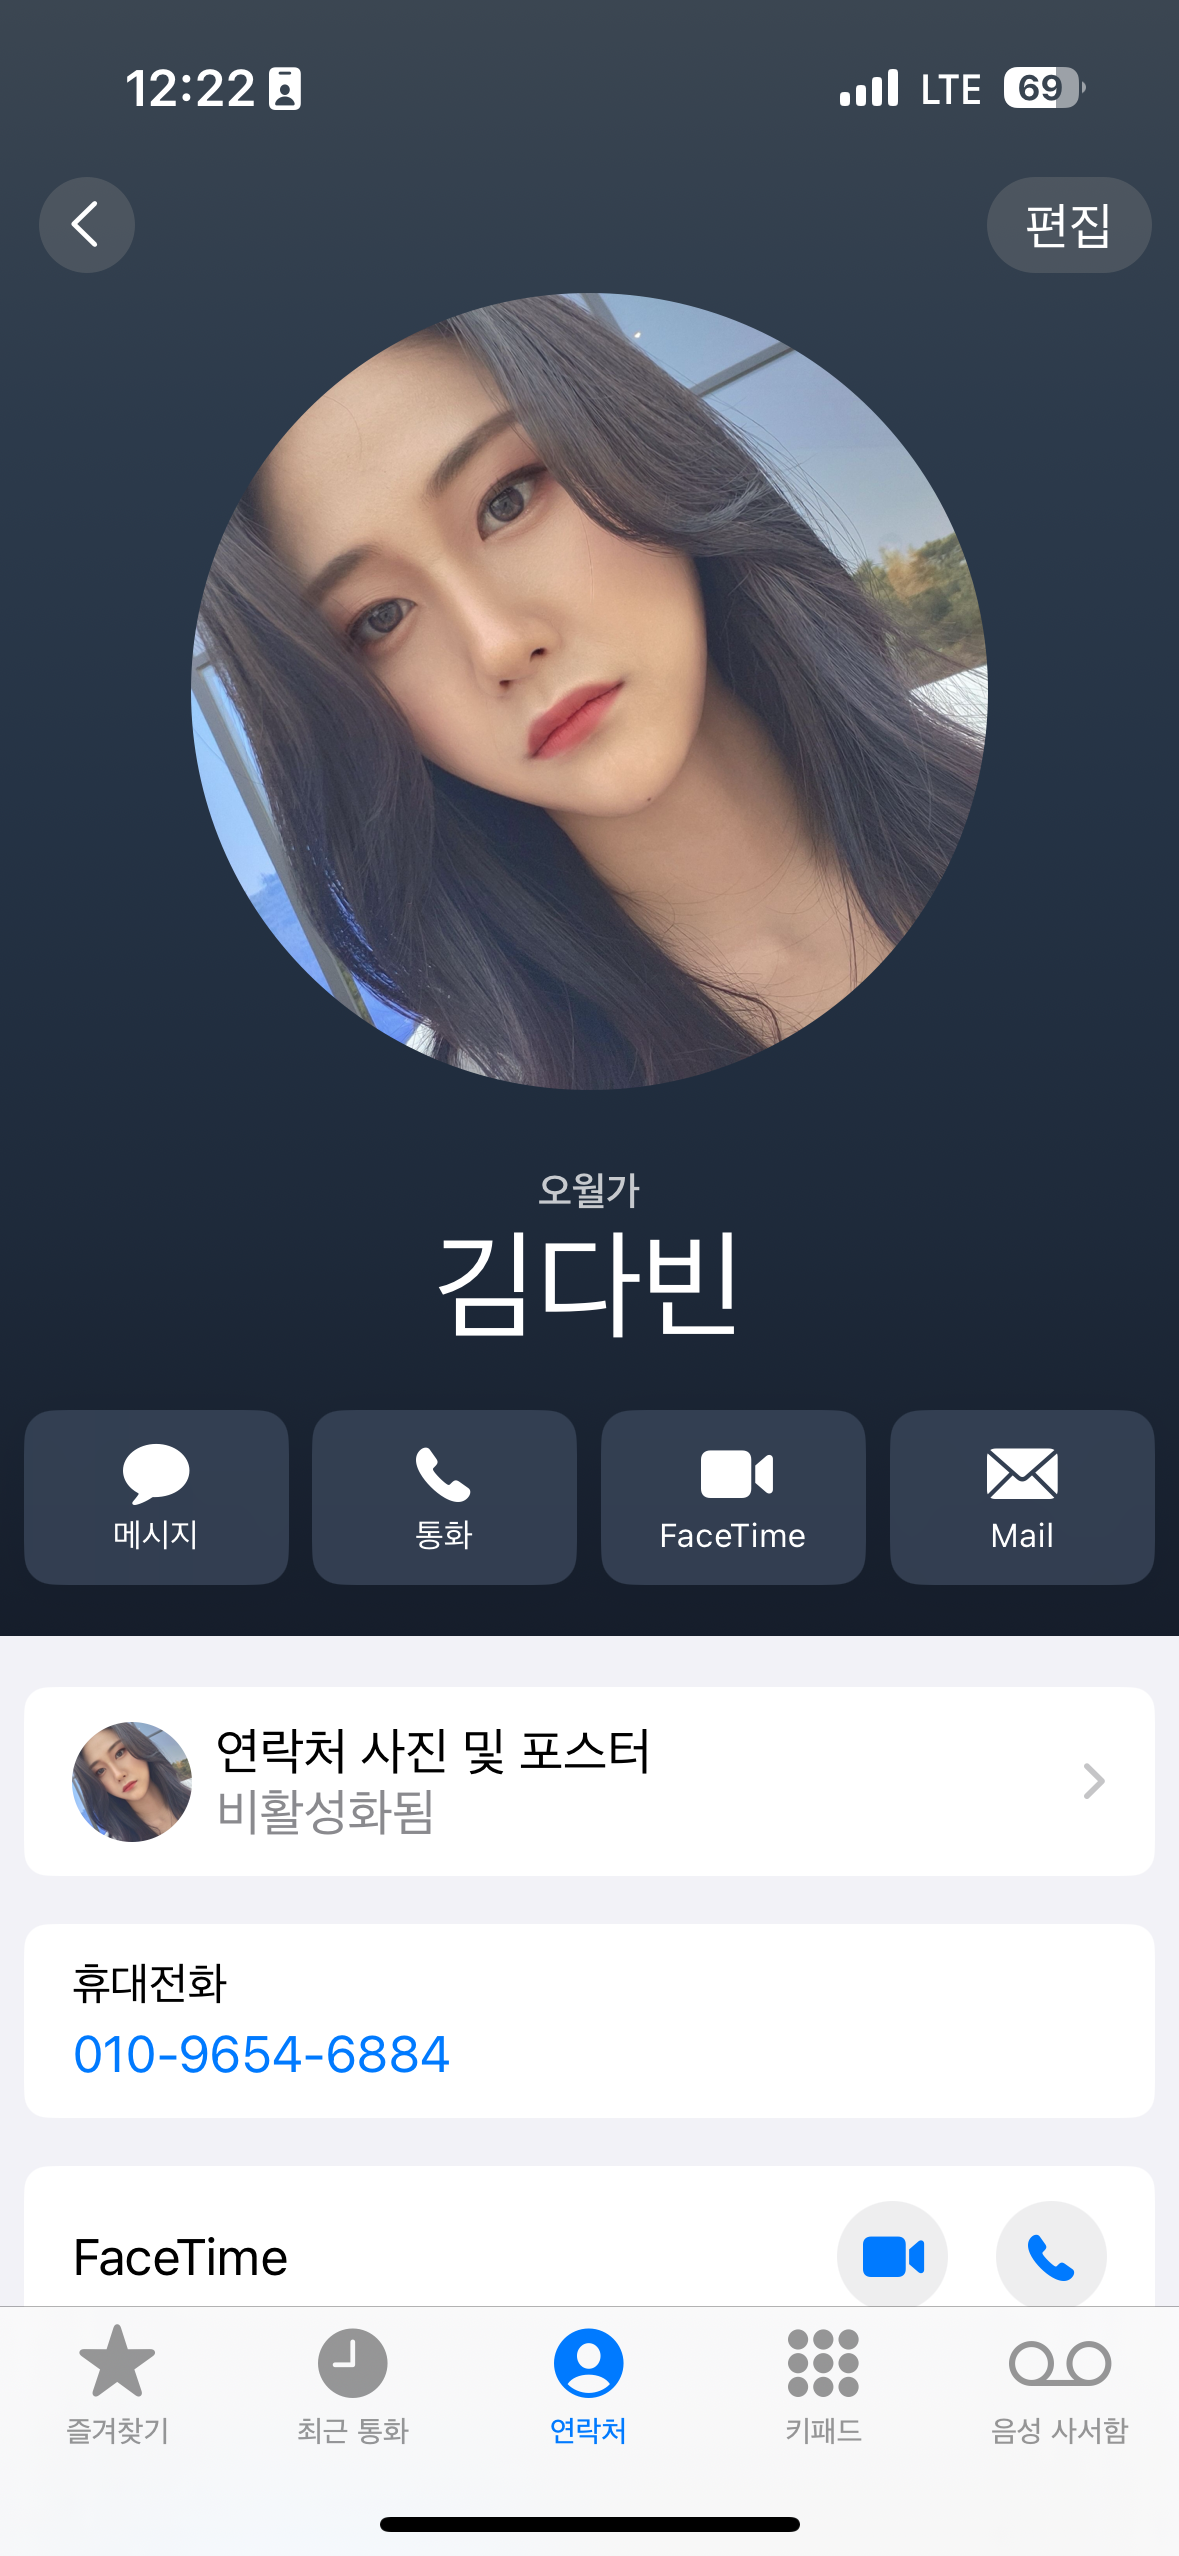 12:22
LTE 69
편집
오월가
김다빈
메시지
통화
FaceTime
Mail
연락처 사진 및 포스터
비활성화됨
휴대전화
010-9654-6884
FaceTime
즐겨찾기
최근 통화
연락처
키패드
음성 사서함